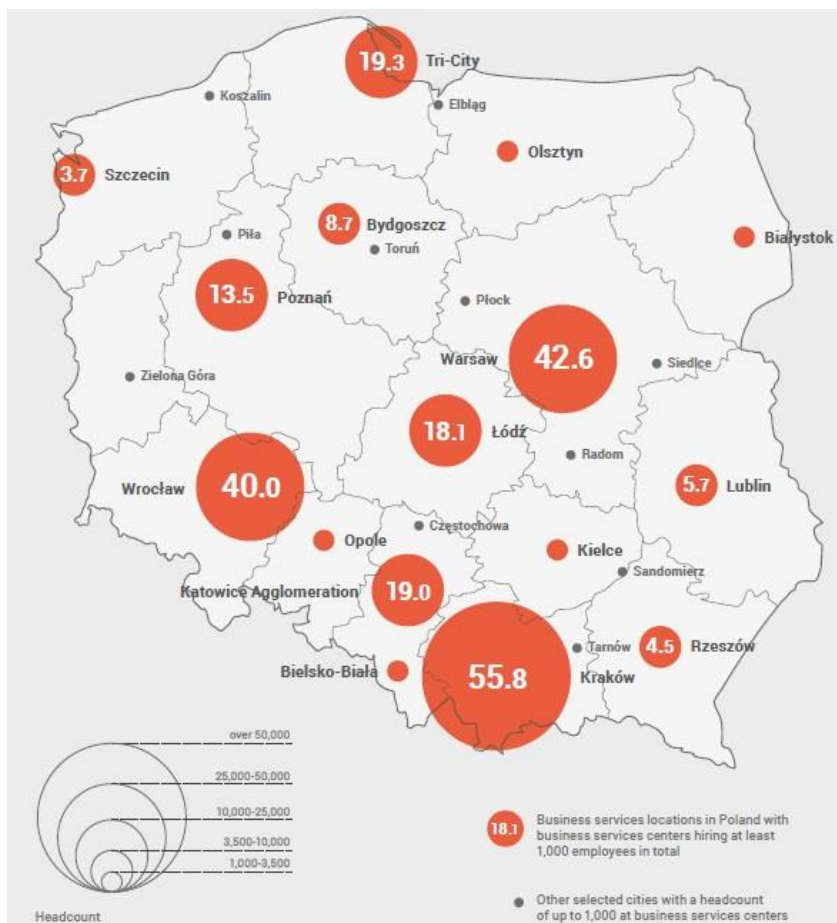 19.3
Tri-City
Koszalin
Elbląg
Olsztyn
3.7
Szczecin
8.7
Bydgoszcz
Białystok
Piła
Toruń
13.5
Poznań
Płock
Warsaw
42.6
Siedlce
Zielona Góra
18.1
Łódź
Radom
Wrocław
40.0
5.7
Lublin
Częstochowa
Opole
Kielce
Sandomierz
Katowice Agglomeration
19.0
Tarnów
4.5
Rzeszów
Bielsko-Biała
55.8
Kraków
over 50,000
25,000-50,000
10,000-25,000
3,500-10,000
1,000-3,500
Headcount
18.1
Business services locations in Poland with
business services centers hiring at least
1,000 employees in total
Other selected cities with a headcount
of up to 1,000 at business services centers